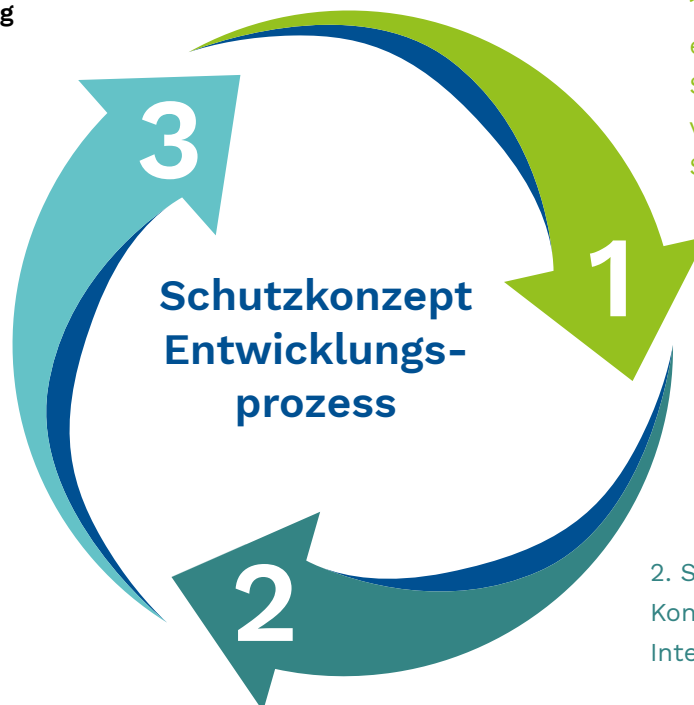 g
3
1
Schutzkonzept
Entwicklungs-
prozess
2
2. S
Kon
Inte